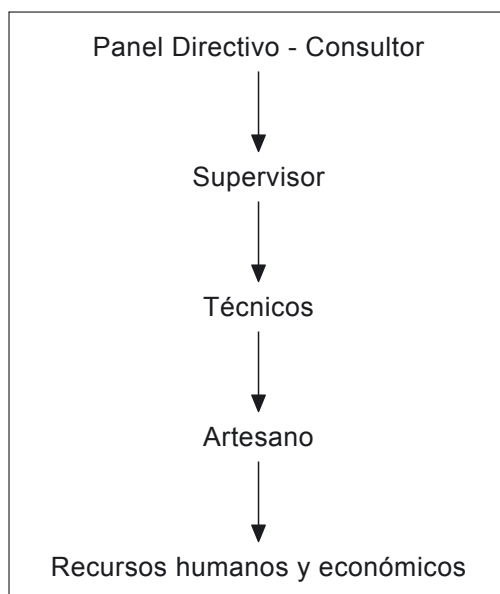 Panel Directivo - Consultor
Supervisor
Técnicos
Artesano
Recursos humanos y económicos